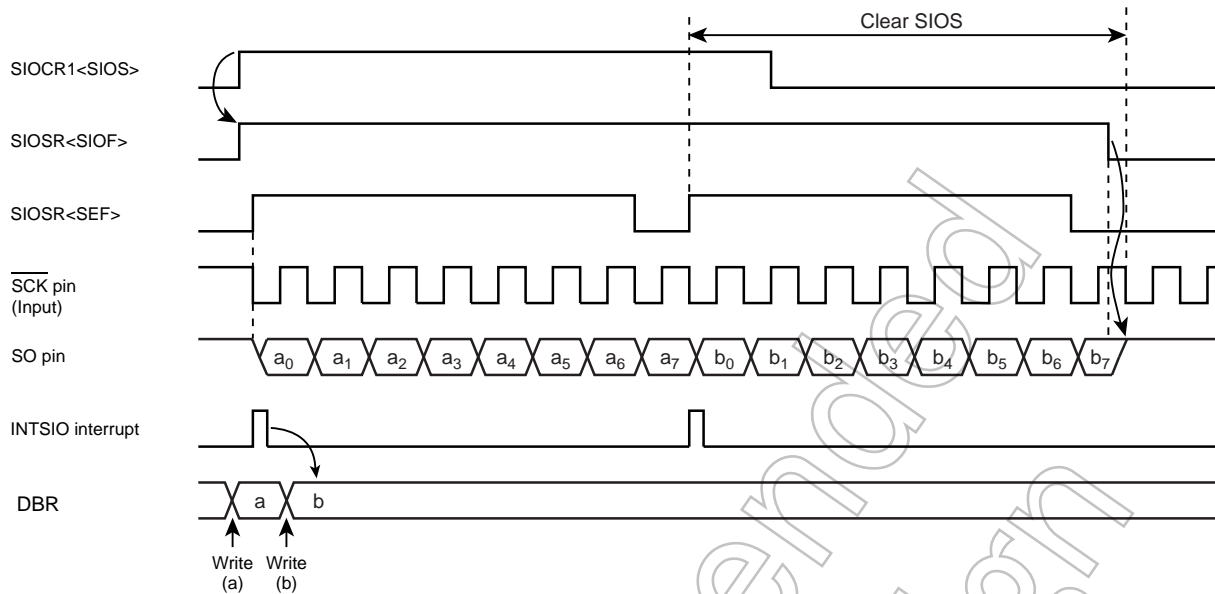 Clear SIOS
SIOCR1<SIOS>
SIOSR<SIOF>
SIOSR<SEF>
SCK pin
(Input)
SO pin
a0 a1 a2 a3 a4 a5 a6 a7 b0 b1 b2 b3 b4 b5 b6 b7
INTSIO interrupt
DBR
a b
Write
(a)
Write
(b)
ended